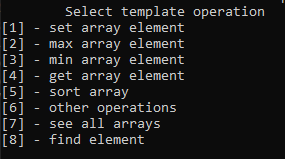 Select template operation
[1] - set array element
[2] - max array element
[3] - min array element
[4] - get array element
[5] - sort array
[6] - other operations
[7] - see all arrays
[8] - find element